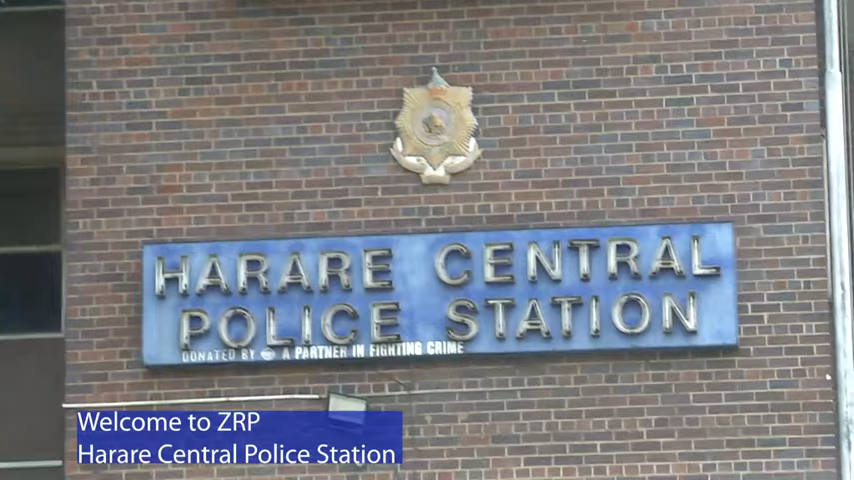 HARARE CENTRAL
POLICE STATION
DONATED BY A PARTNER IN FIGHTING CRIME
Welcome to ZRP
Harare Central Police Station